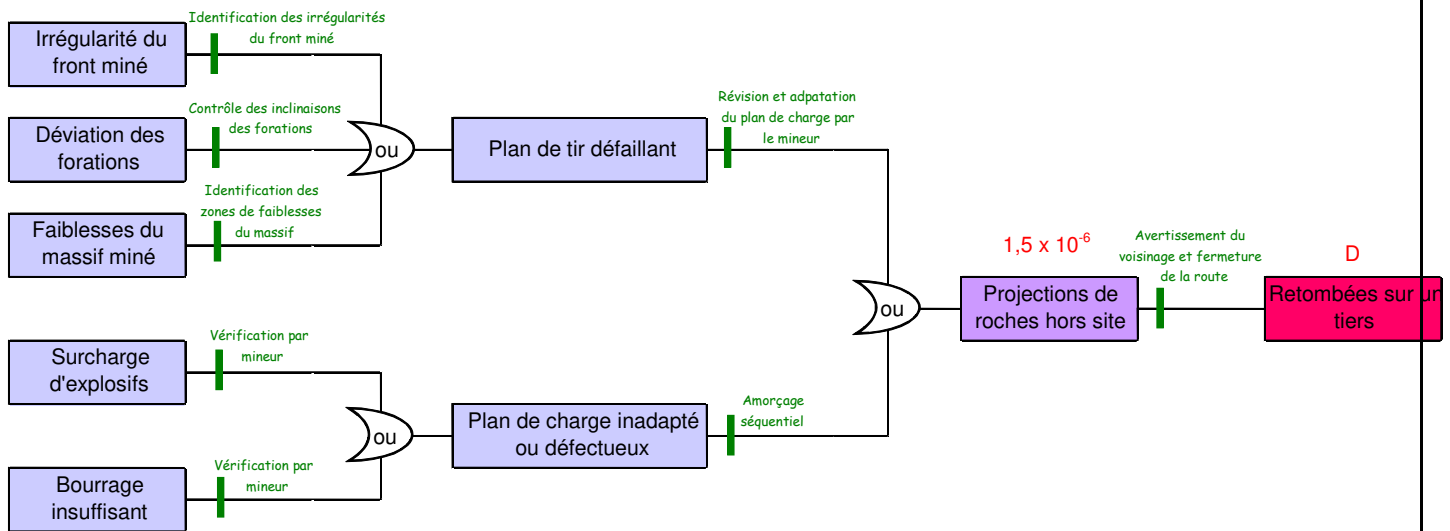 Identification des irrégularités
du front miné
Irrégularité du
front miné
Contrôle des inclinaisons
des forations
Déviation des
forations
ou
Identification des
zones de faiblesses
du massif
Faiblesses du
massif miné
Plan de tir défaillant
Révision et adpatation
du plan de charge par
le mineur
Vérification par
mineur
Surcharge
d'explosifs
ou
Vérification par
mineur
Bourrage
insuffisant
Plan de charge inadapté
ou défectueux
Amorçage
séquentiel
ou
1,5 x 10-6
Projections de
roches hors site
Avertissement du
voisinage et fermeture
de la route
D
Retombées sur un
tiers